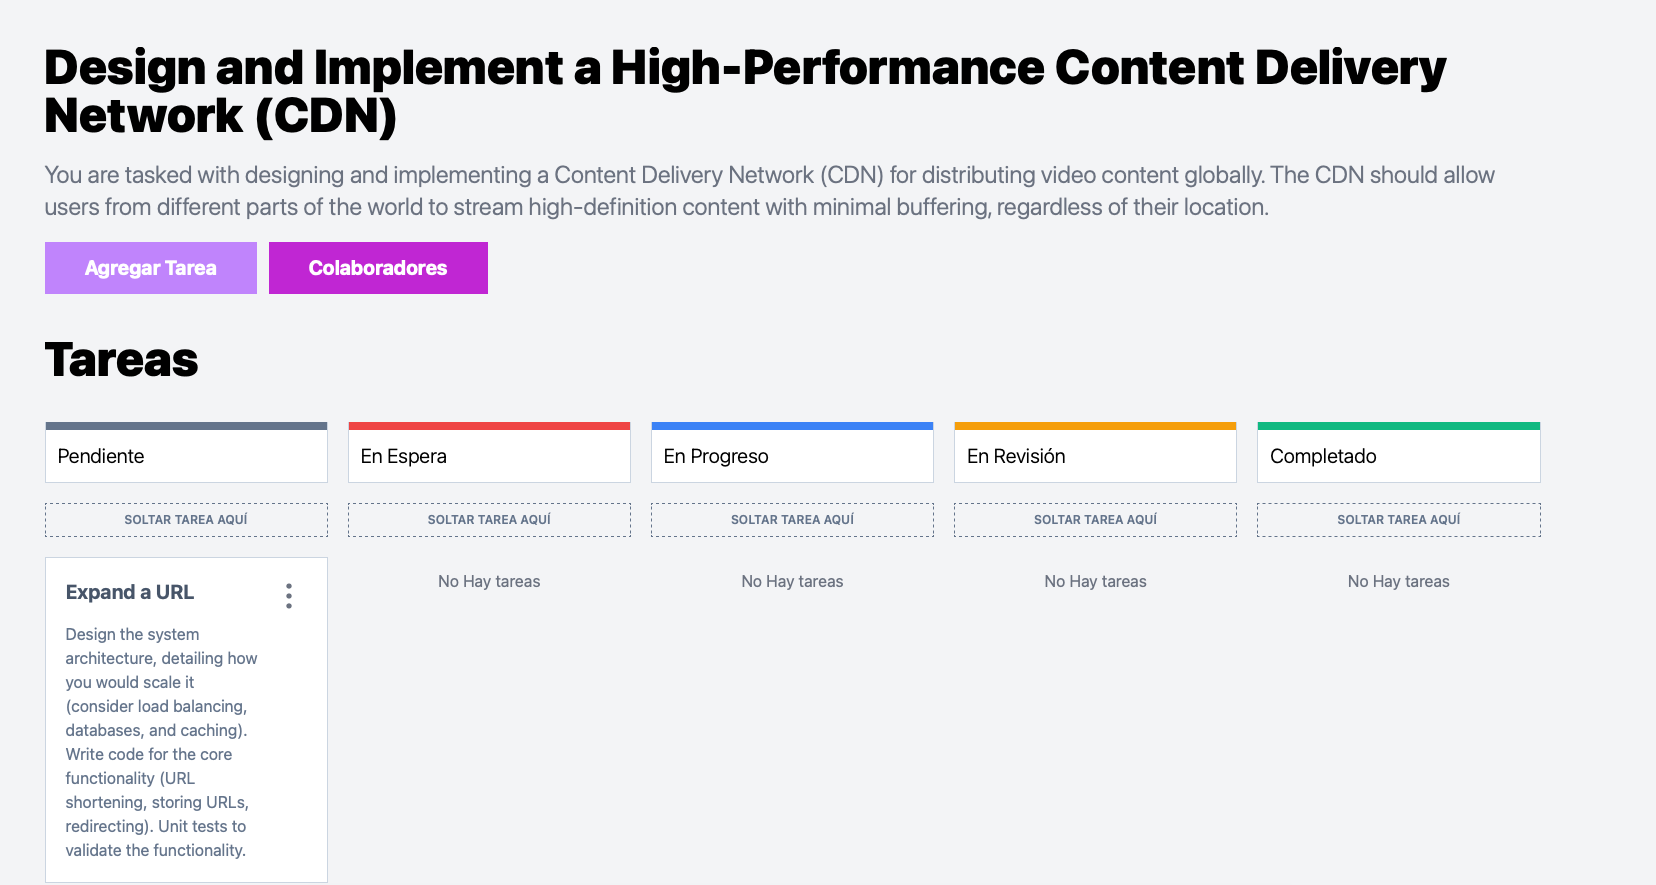 Design and Implement a High-Performance Content Delivery
Network (CDN)
You are tasked with designing and implementing a Content Delivery Network (CDN) for distributing video content globally. The CDN should allow
users from different parts of the world to stream high-definition content with minimal buffering, regardless of their location.
Agregar Tarea
Colaboradores
Tareas
Pendiente
En Espera
En Progreso
En Revisión
Completado
SOLTAR TAREA AQUÍ
SOLTAR TAREA AQUÍ
SOLTAR TAREA AQUÍ
SOLTAR TAREA AQUÍ
SOLTAR TAREA AQUÍ
Expand a URL
Design the system
architecture, detailing how
you would scale it
(consider load balancing,
databases, and caching).
Write code for the core
functionality (URL
shortening, storing URLs,
redirecting). Unit tests to
validate the functionality.
No Hay tareas
No Hay tareas
No Hay tareas
No Hay tareas